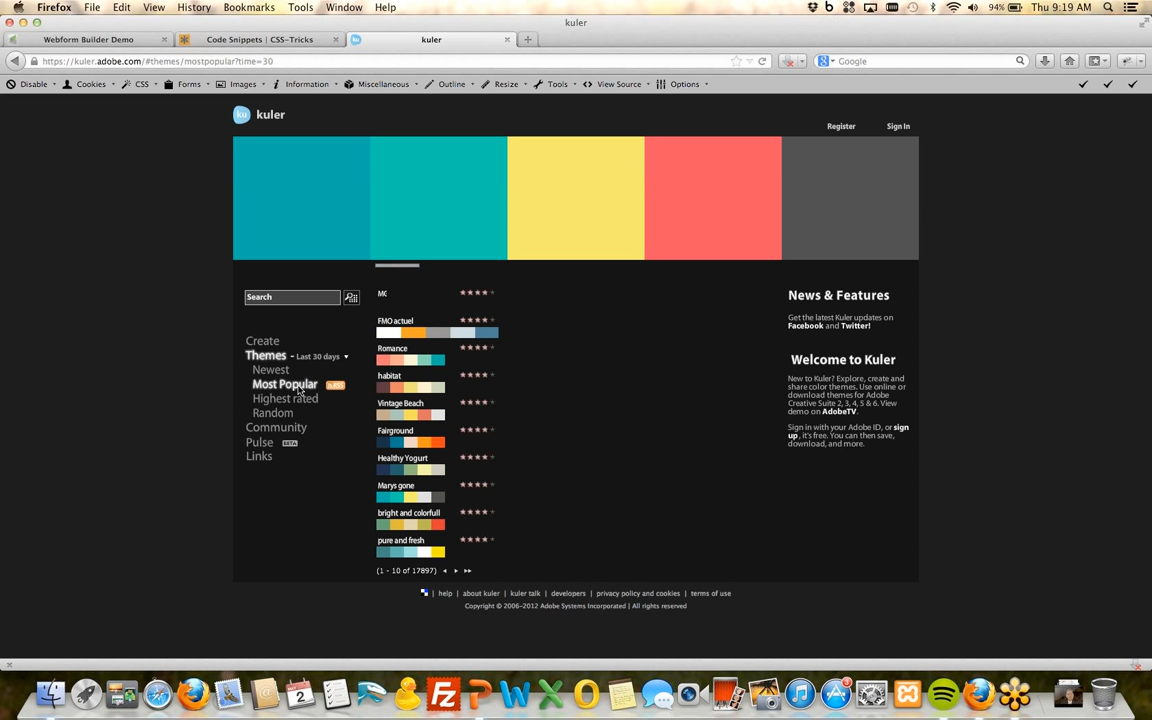 Firefox File Edit View History Bookmarks Tools Window Help 94% Thu 9:19 AM
kuler
Webform Builder Demo Code Snippets | CSS-Tricks kuler
https://kuler.adobe.com/#themes/mostpopular?time=30 Google
Disable Cookies CSS Forms Images Information Miscellaneous Outline Resize Tools View Source Options
ku kuler
Register Sign In
Search
Create
Themes - Last 30 days
Newest
Most Popular
Highest rated
Random
Community
Pulse BETA
Links
FMO actuel
Romance
habitat
Vintage Beach
Fairground
Healthy Yogurt
Marys gone
bright and colorfull
pure and fresh
(1 - 10 of 17897)
News & Features
Get the latest Kuler updates on
Facebook and Twitter!
Welcome to Kuler
New to Kuler? Explore, create and
share color themes. Use online or
download themes for Adobe
Creative Suite 2, 3, 4, 5 & 6. View
demo on AdobeTV.
Sign in with your Adobe ID, or sign
up, it's free. You can then save,
download, and more.
| help | about kuler | kuler talk | developers | privacy policy and cookies | terms of use
Copyright © 2006-2012 Adobe Systems Incorporated | All rights reserved